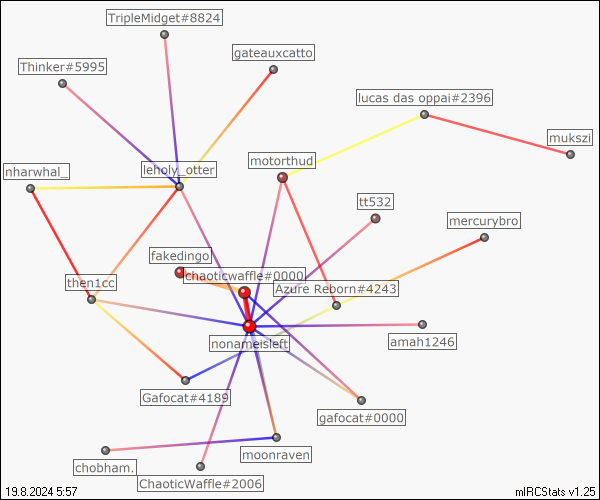 TripleMidget#8824
gateauxcatto
Thinker#5995
lucas das oppai#2396
mukszi
motorthud
leholy_otter
nharwhal_
tt532
mercurybro
fakedingo
chaoticwaffle#0000
then1cc
Azure Reborn#4243
nonameisleft
amah1246
Gafocat#4189
gafocat#0000
moonraven
chobham.
ChaoticWaffle#2006
19.8.2024 5:57
mIRCStats v1.25